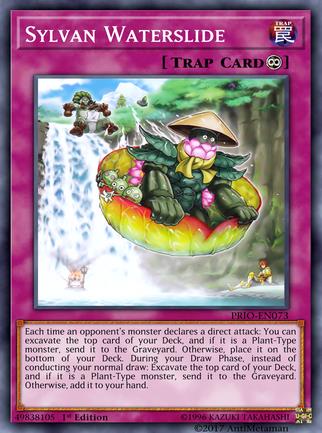 Sylvan Waterslide
TRAP
罠
[Trap Card∞]
PRIO-EN073
Each time an opponent's monster declares a direct attack: You can
excavate the top card of your Deck, and if it is a Plant-Type
monster, send it to the Graveyard. Otherwise, place it on the
bottom of your Deck. During your Draw Phase, instead of
conducting your normal draw: Excavate the top card of your Deck,
and if it is a Plant-Type monster, send it to the Graveyard.
Otherwise, add it to your hand.
49838105 1st Edition ©1996 KAZUKI TAKAHASHI
©2017 AntiMetaman